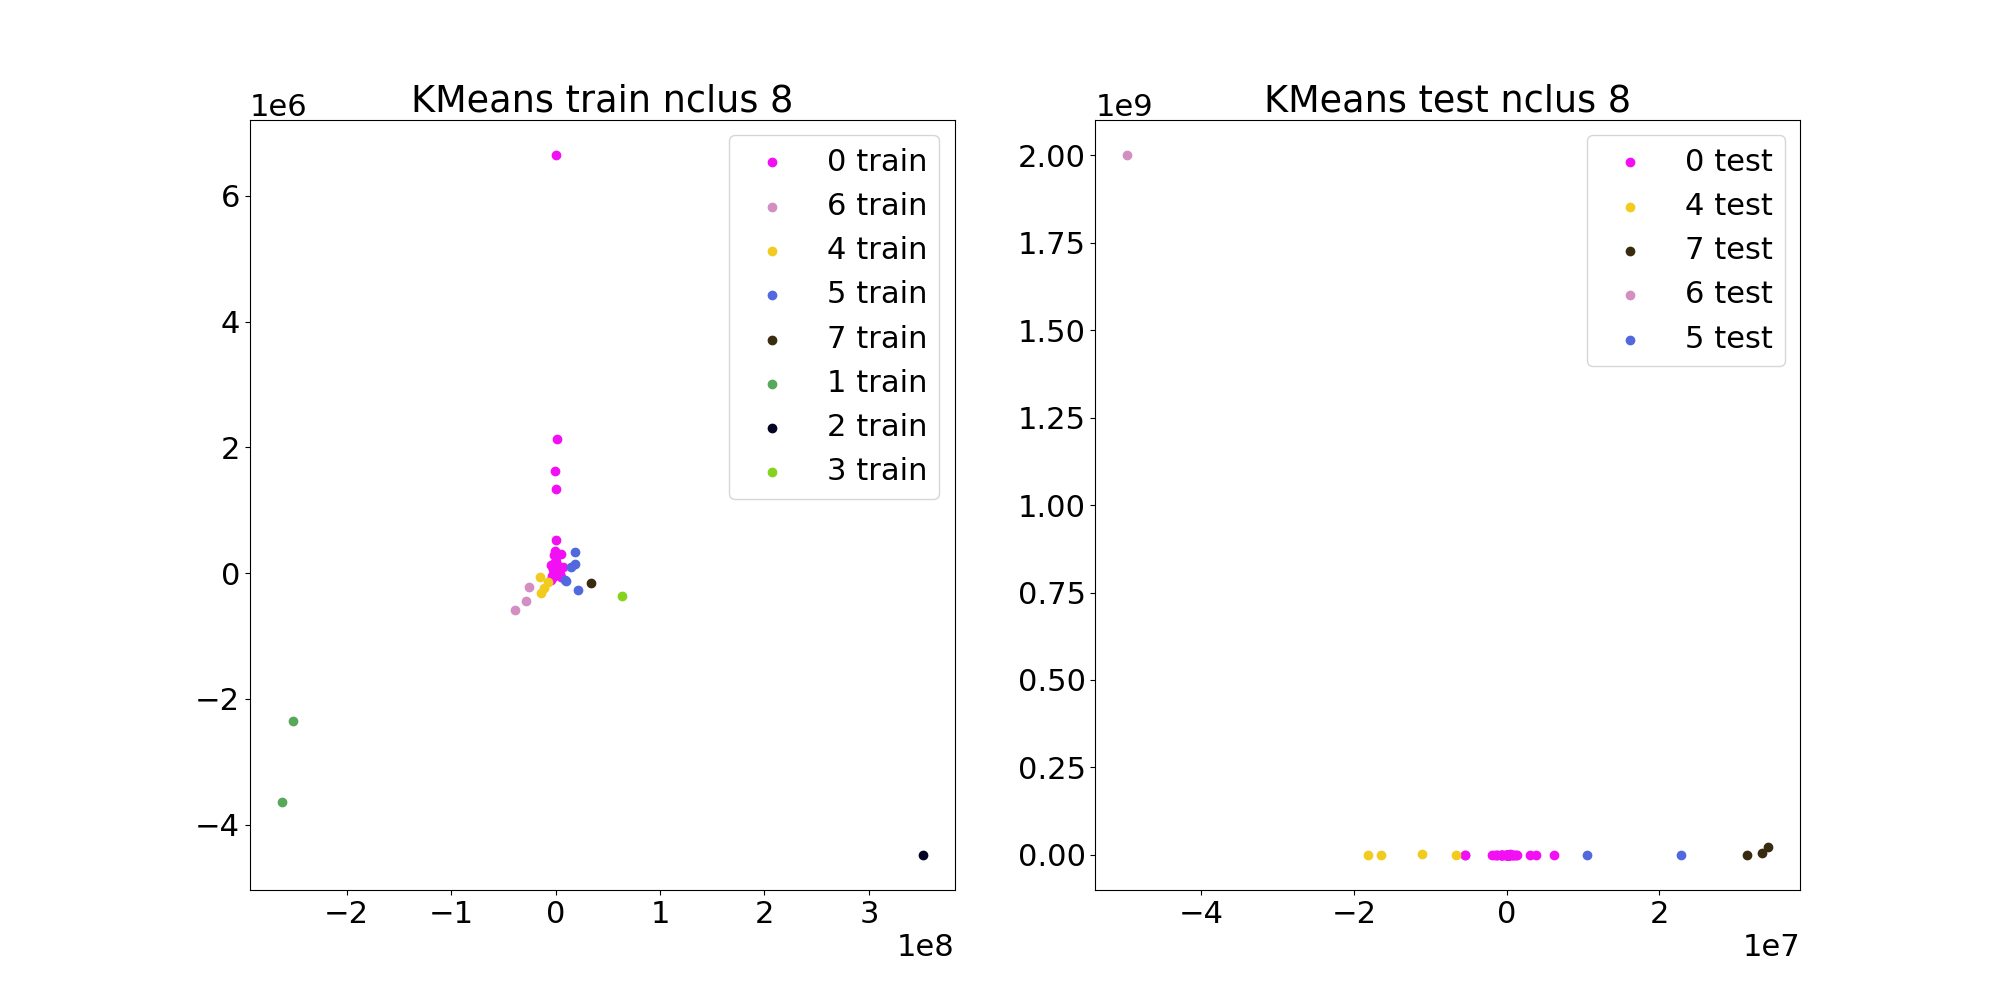 KMeans train nclus 8
1e6
6
4
2
0
−2
−4
−2
−1
0
1
2
3
1e8
0 train
6 train
4 train
5 train
7 train
1 train
2 train
3 train
KMeans test nclus 8
1e9
2.00
1.75
1.50
1.25
1.00
0.75
0.50
0.25
0.00
−4
−2
0
2
1e7
0 test
4 test
7 test
6 test
5 test